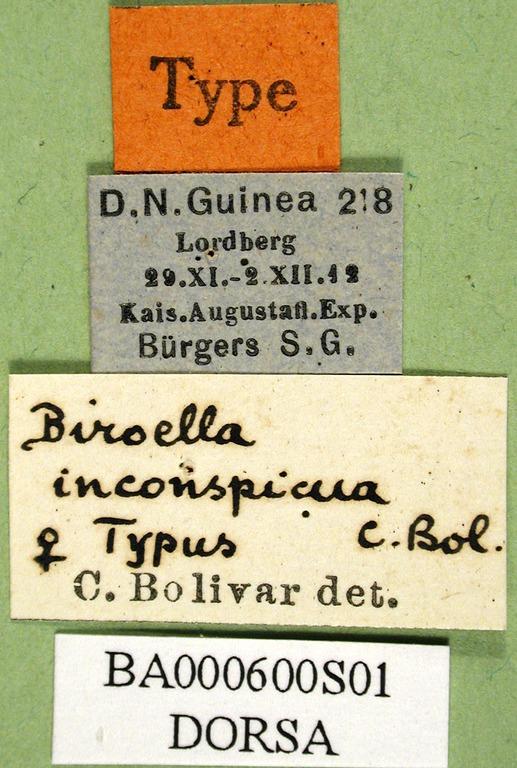 Type
D.N.Guinea 218
Lordberg
29.XI.-2.XII.12
Kais.Augustafl.Exp.
Bürgers S.G.
Biroella
inconspicua
♀ Typus C. Bol.
C. Bolivar det.
BA000600S01
DORSA